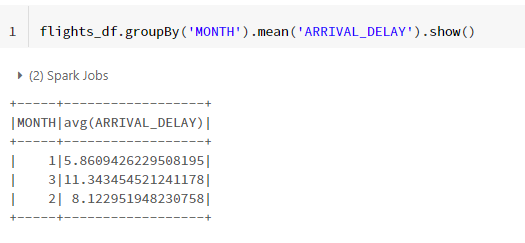 1 flights_df.groupBy('MONTH').mean('ARRIVAL_DELAY').show()
(2) Spark Jobs
+-----+------------------+
|MONTH|avg(ARRIVAL_DELAY)|
+-----+------------------+
|    1|5.8609426229508195|
|    3|11.343454521241178|
|    2| 8.122951948230758|
+-----+------------------+